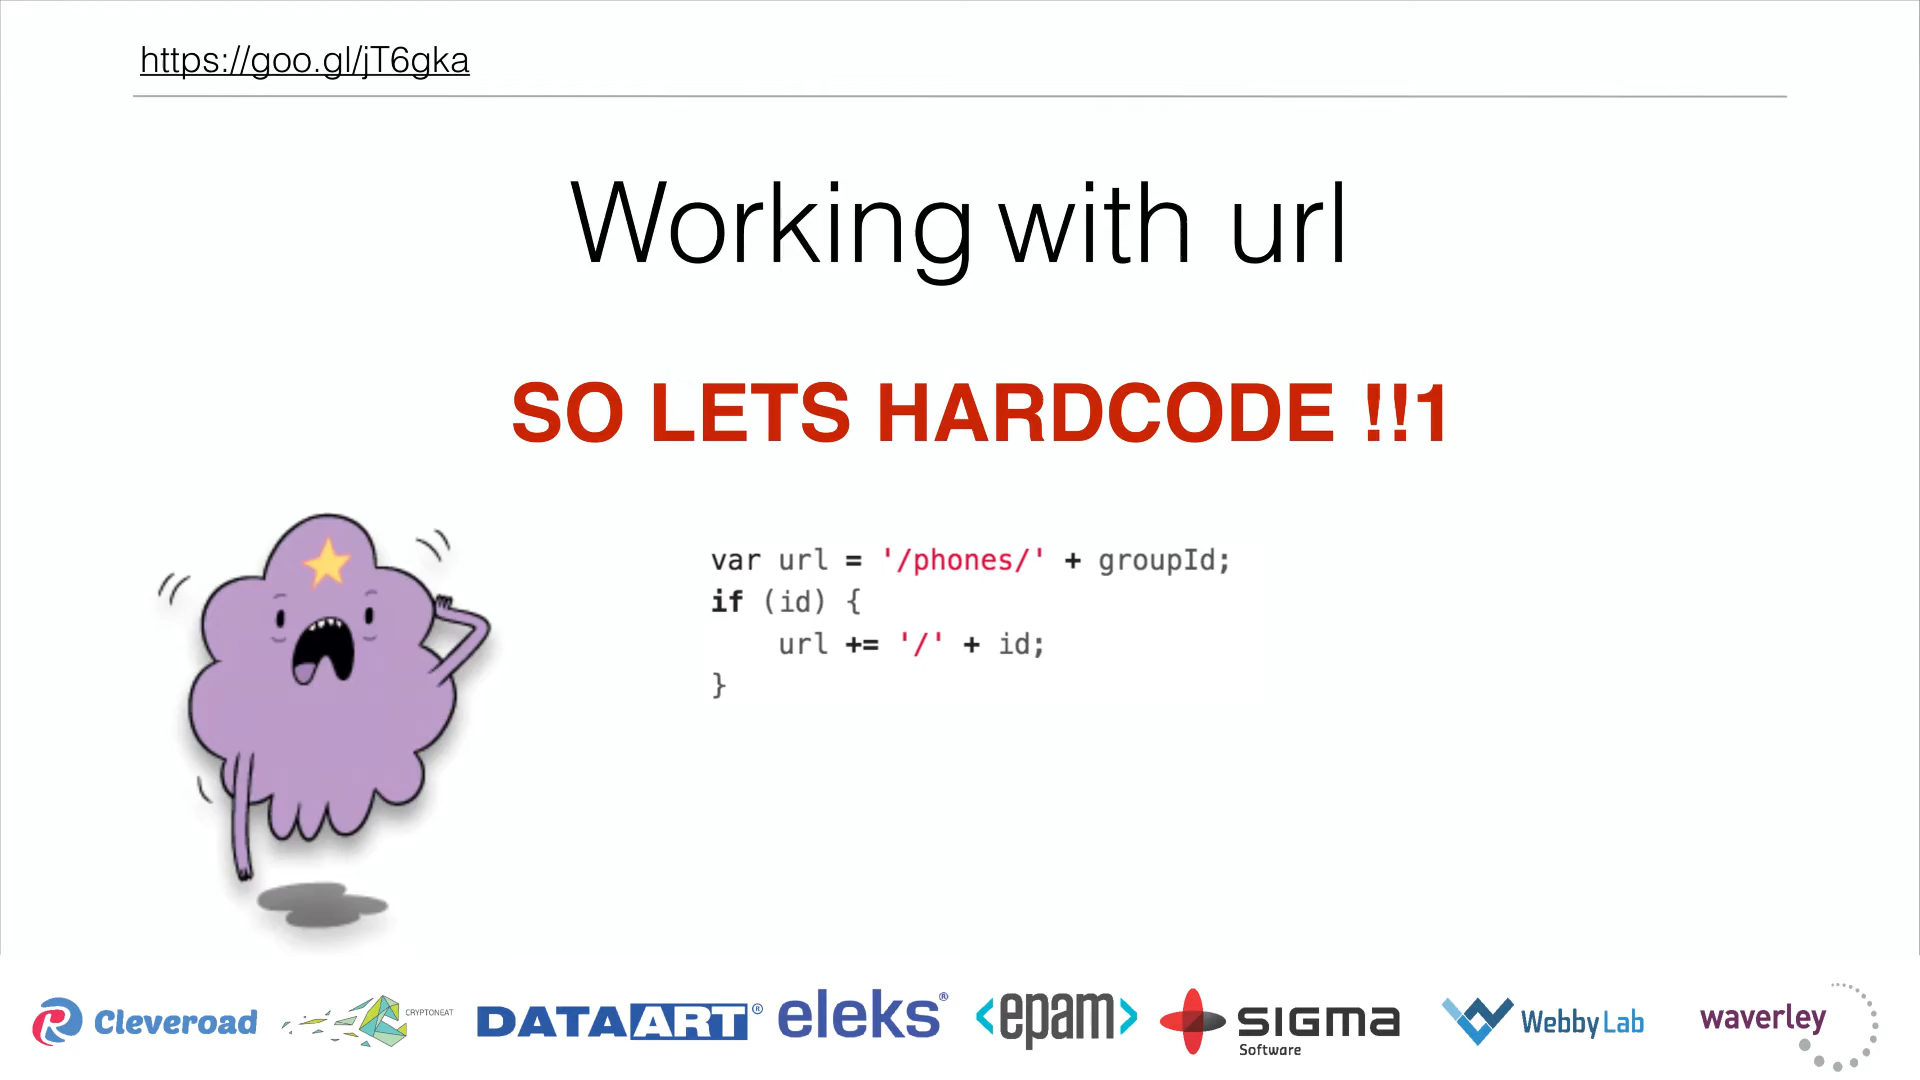 https://goo.gl/jT6gka
Working with url
SO LETS HARDCODE !!1
var url = '/phones/' + groupId;
if (id) {
    url += '/' + id;
}
Cleveroad
CRYPTONEAT
DATAART®
eleks®
<epam>
SIGMA
Software
WebbyLab
waverley